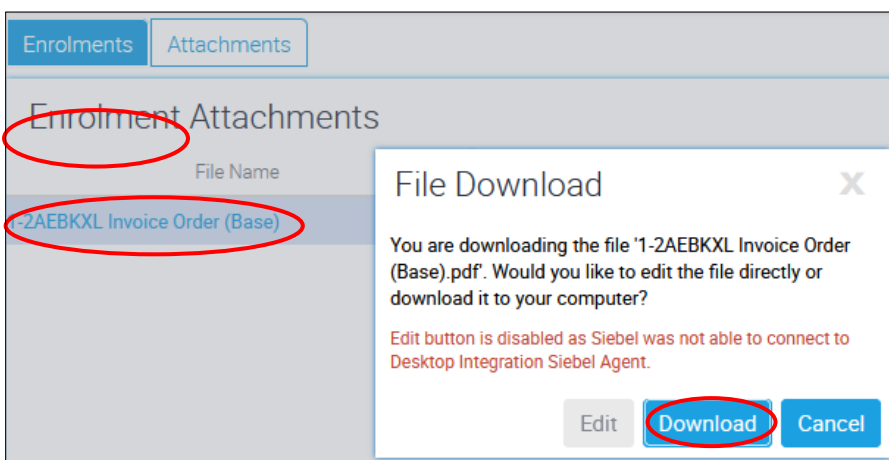 Enrolments Attachments
Enrolment Attachments
File Name
1-2AEBKXL Invoice Order (Base)
File Download X
You are downloading the file '1-2AEBKXL Invoice Order
(Base).pdf'. Would you like to edit the file directly or
download it to your computer?
Edit button is disabled as Siebel was not able to connect to
Desktop Integration Siebel Agent.
Edit Download Cancel